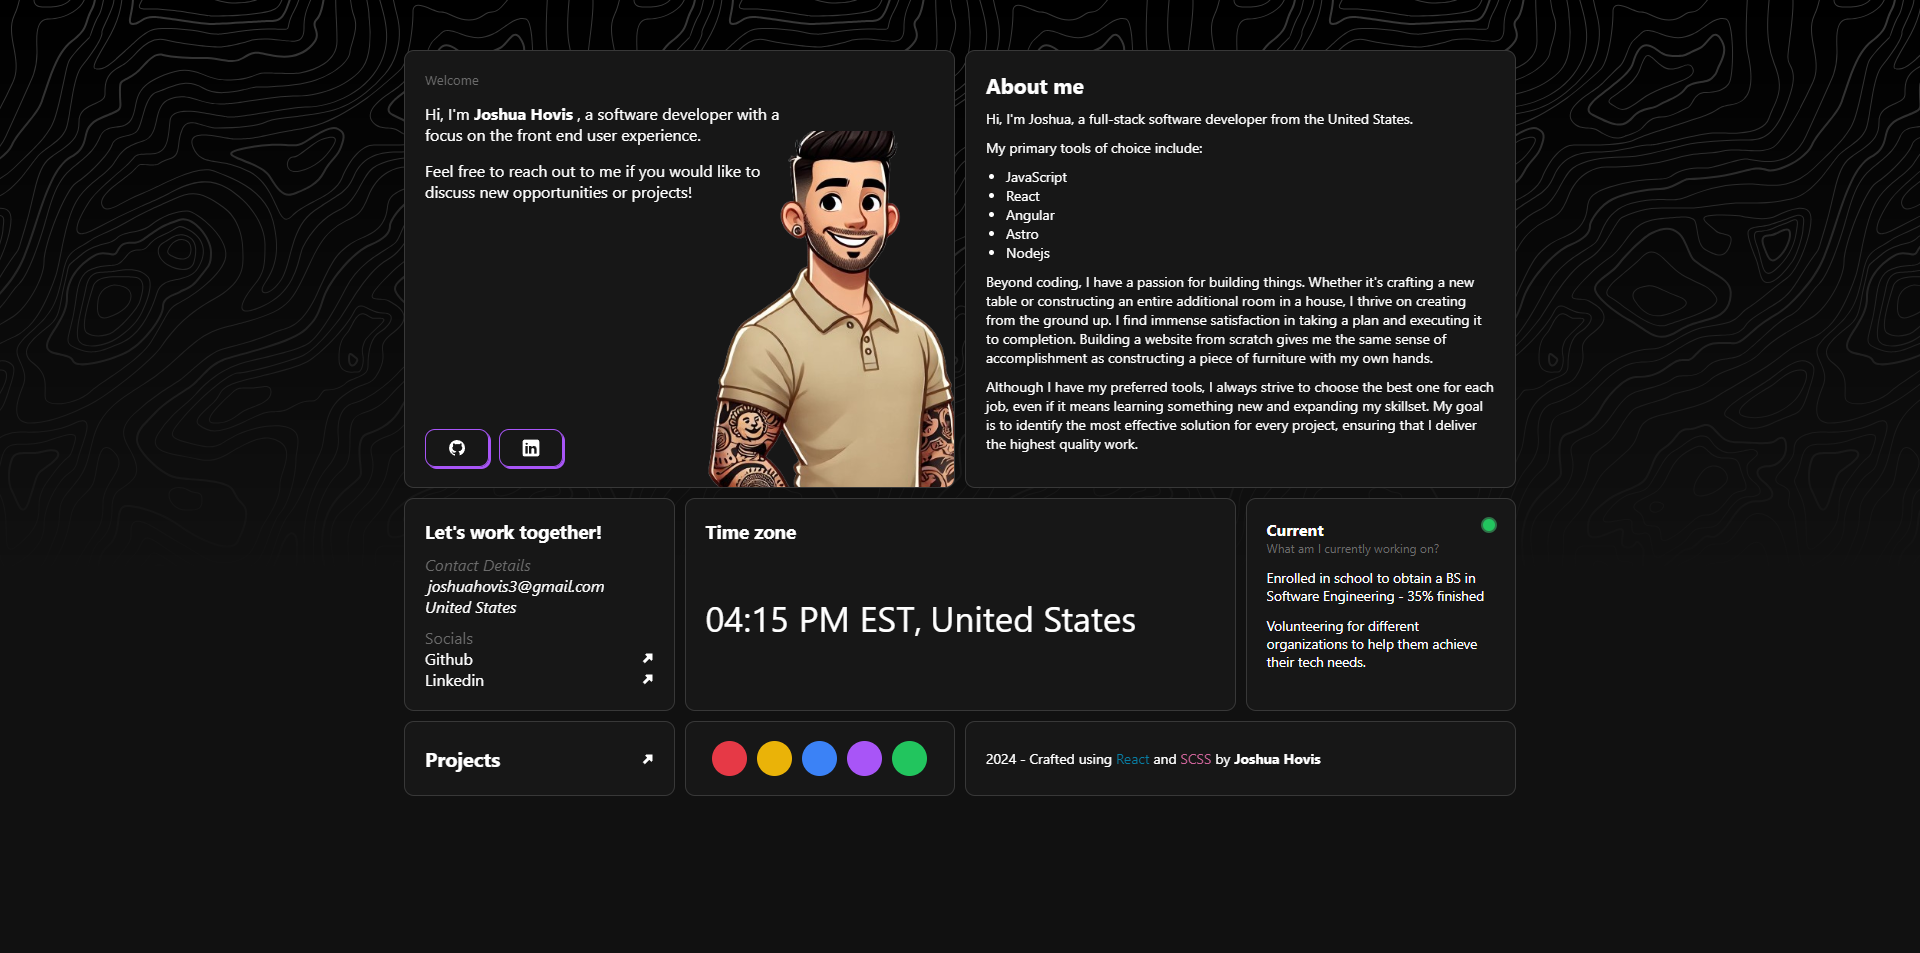 Welcome
Hi, I'm Joshua Hovis , a software developer with a
focus on the front end user experience.
Feel free to reach out to me if you would like to
discuss new opportunities or projects!
About me
Hi, I'm Joshua, a full-stack software developer from the United States.
My primary tools of choice include:
JavaScript
React
Angular
Astro
Nodejs
Beyond coding, I have a passion for building things. Whether it's crafting a new
table or constructing an entire additional room in a house, I thrive on creating
from the ground up. I find immense satisfaction in taking a plan and executing it
to completion. Building a website from scratch gives me the same sense of
accomplishment as constructing a piece of furniture with my own hands.
Although I have my preferred tools, I always strive to choose the best one for each
job, even if it means learning something new and expanding my skillset. My goal
is to identify the most effective solution for every project, ensuring that I deliver
the highest quality work.
Let's work together!
Contact Details
joshuahovis3@gmail.com
United States
Socials
Github
Linkedin
Time zone
04:15 PM EST, United States
Current
What am I currently working on?
Enrolled in school to obtain a BS in
Software Engineering - 35% finished
Volunteering for different
organizations to help them achieve
their tech needs.
Projects
2024 - Crafted using React and SCSS by Joshua Hovis